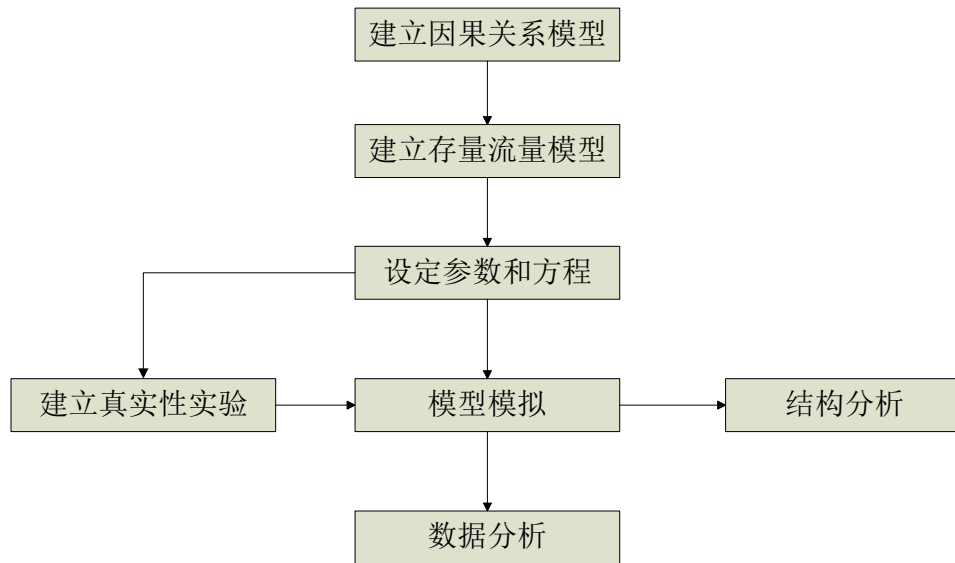 建立因果关系模型
建立存量流量模型
设定参数和方程
建立真实性实验
模型模拟
结构分析
数据分析